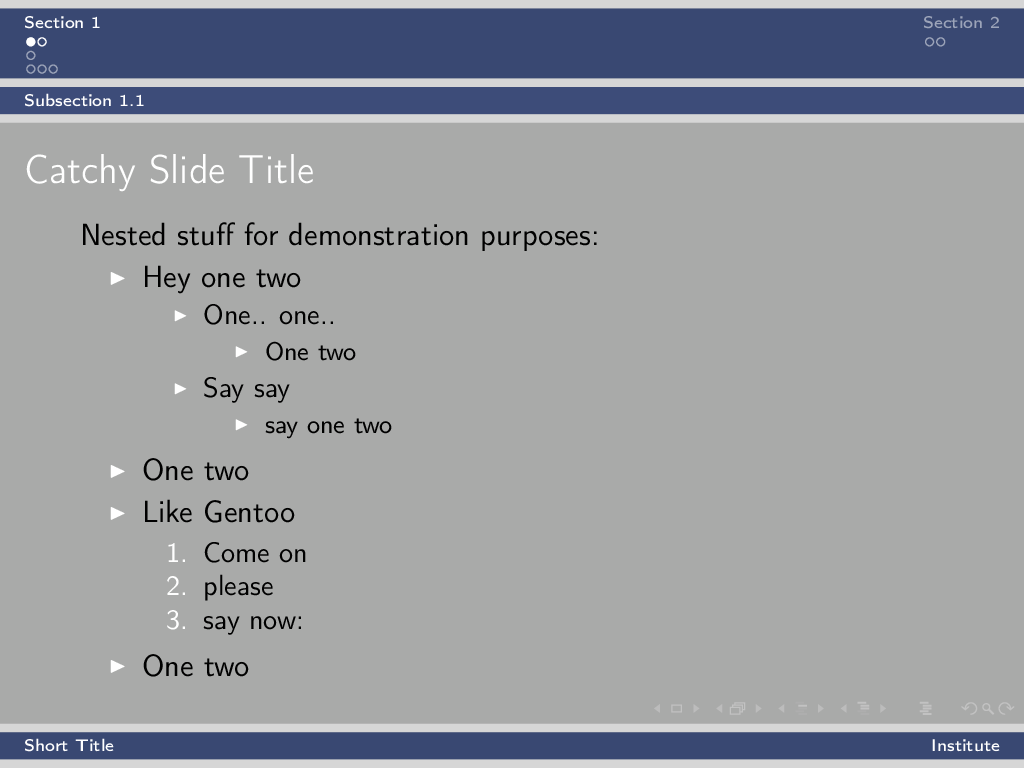 Section 1
Section 2
Subsection 1.1
Catchy Slide Title
Nested stuff for demonstration purposes:
Hey one two
One.. one..
One two
Say say
say one two
One two
Like Gentoo
1. Come on
2. please
3. say now:
One two
Short Title
Institute